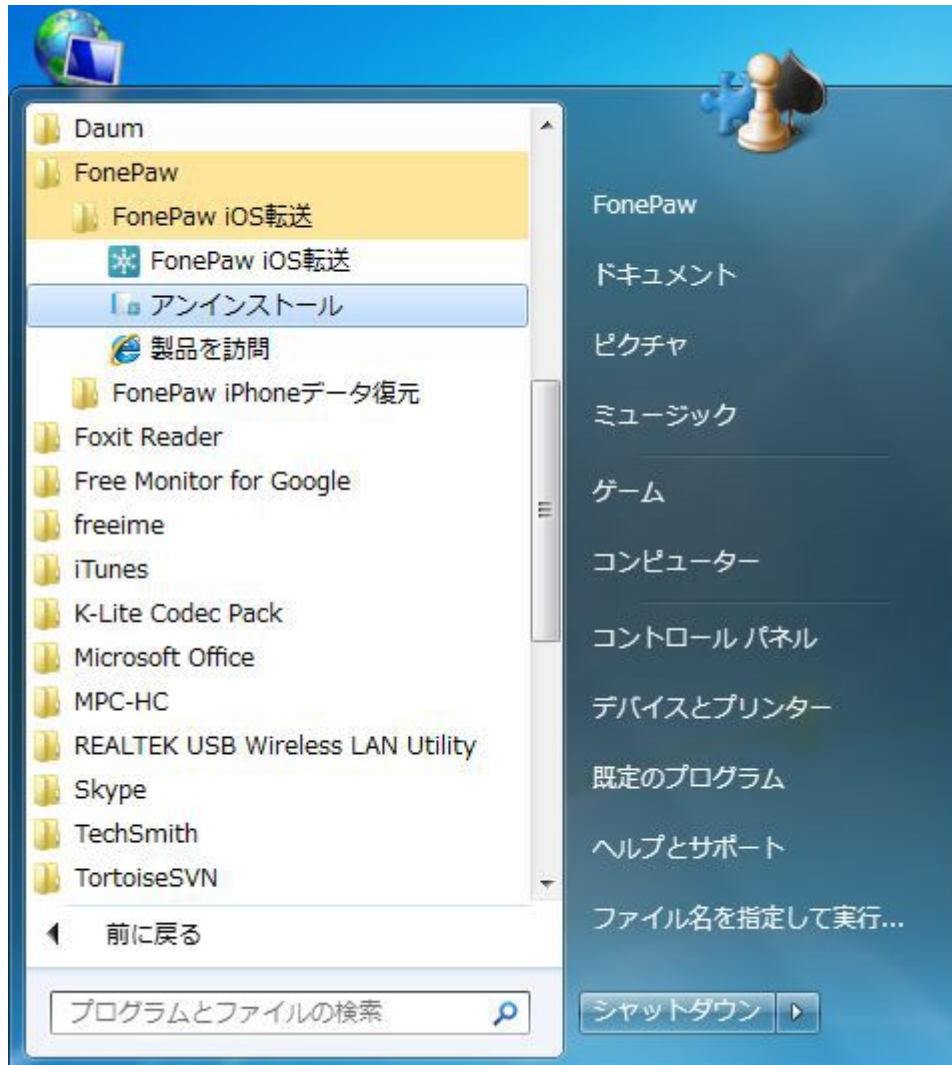 Daum
FonePaw
FonePaw iOS転送
FonePaw iOS転送
アンインストール
製品を訪問
FonePaw iPhoneデータ復元
Foxit Reader
Free Monitor for Google
freeime
iTunes
K-Lite Codec Pack
Microsoft Office
MPC-HC
REALTEK USB Wireless LAN Utility
Skype
TechSmith
TortoiseSVN
前に戻る
プログラムとファイルの検索
FonePaw
ドキュメント
ピクチャ
ミュージック
ゲーム
コンピューター
コントロール パネル
デバイスとプリンター
既定のプログラム
ヘルプとサポート
ファイル名を指定して実行...
シャットダウン